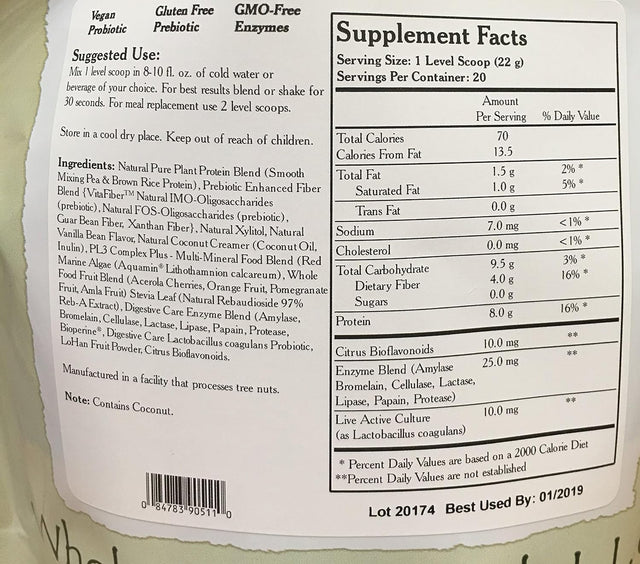 Vegan
Probiotic
Gluten Free
Prebiotic
GMO-Free
Enzymes
Suggested Use:
Mix 1 level scoop in 8-10 fl. oz. of cold water or
beverage of your choice. For best results blend or shake for
30 seconds. For meal replacement use 2 level scoops.
Store in a cool dry place. Keep out of reach of children.
Ingredients: Natural Pure Plant Protein Blend (Smooth
Mixing Pea & Brown Rice Protein), Prebiotic Enhanced Fiber
Blend {VitaFiber™ Natural IMO-Oligosaccharides
(prebiotic), Natural FOS-Oligosaccharides (prebiotic),
Guar Bean Fiber, Xanthan Fiber}, Natural Xylitol, Natural
Vanilla Bean Flavor, Natural Coconut Creamer (Coconut Oil,
Inulin), PL3 Complex Plus - Multi-Mineral Food Blend (Red
Marine Algae (Aquamin® Lithothamnion calcareum), Whole
Food Fruit Blend (Acerola Cherries, Orange Fruit, Pomegranate
Fruit, Amla Fruit) Stevia Leaf (Natural Rebaudioside 97%
Reb-A Extract), Digestive Care Enzyme Blend (Amylase,
Bromelain, Cellulase, Lactase, Lipase, Papain, Protease,
Bioperine®, Digestive Care Lactobacillus coagulans Probiotic,
LoHan Fruit Powder, Citrus Bioflavonoids.
Manufactured in a facility that processes tree nuts.
Note: Contains Coconut.
0 84783 90511 0
Supplement Facts
Serving Size: 1 Level Scoop (22 g)
Servings Per Container: 20
Amount
Per Serving % Daily Value
Total Calories 70
Calories From Fat 13.5
Total Fat 1.5 g 2% *
Saturated Fat 1.0 g 5% *
Trans Fat 0.0 g
Sodium 7.0 mg <1% *
Cholesterol 0.0 mg <1% *
Total Carbohydrate 9.5 g 3% *
Dietary Fiber 4.0 g 16% *
Sugars 0.0 g
Protein 8.0 g 16% *
Citrus Bioflavonoids 10.0 mg **
Enzyme Blend (Amylase 25.0 mg **
Bromelain, Cellulase, Lactase,
Lipase, Papain, Protease)
Live Active Culture 10.0 mg **
(as Lactobacillus coagulans)
* Percent Daily Values are based on a 2000 Calorie Diet
**Percent Daily Values are not established
Lot 20174 Best Used By: 01/2019